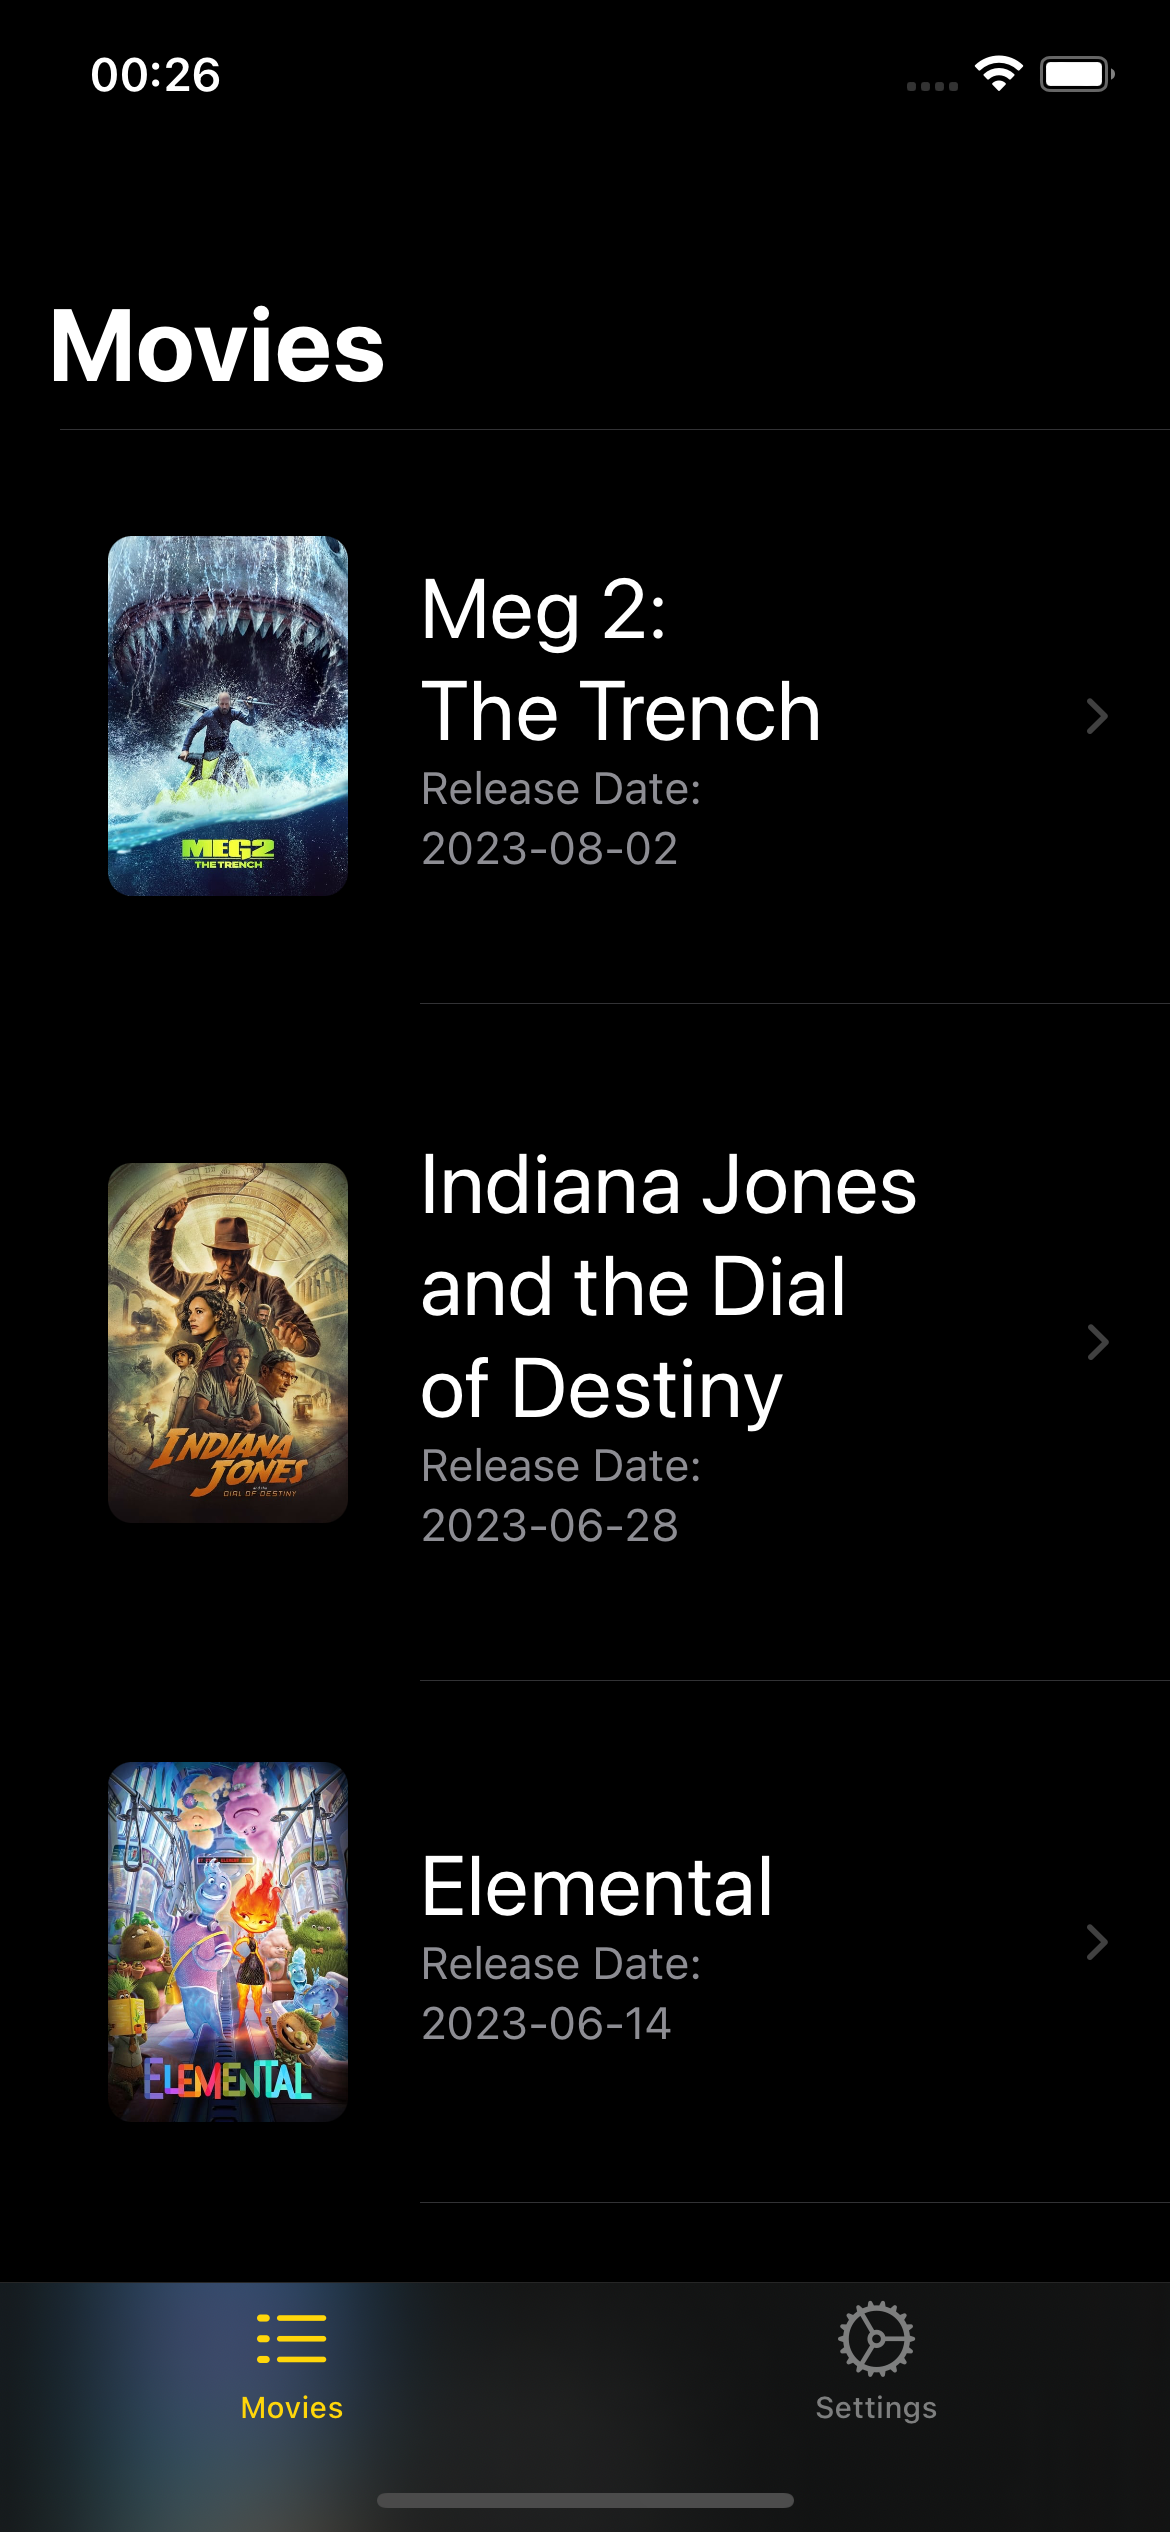 00:26
Movies
Meg 2:
The Trench
Release Date:
2023-08-02
MEG2
THE TRENCH
Indiana Jones
and the Dial
of Destiny
Release Date:
2023-06-28
INDIANA
JONES
and the
DIAL OF DESTINY
Elemental
Release Date:
2023-06-14
ELEMENTAL
Movies
Settings